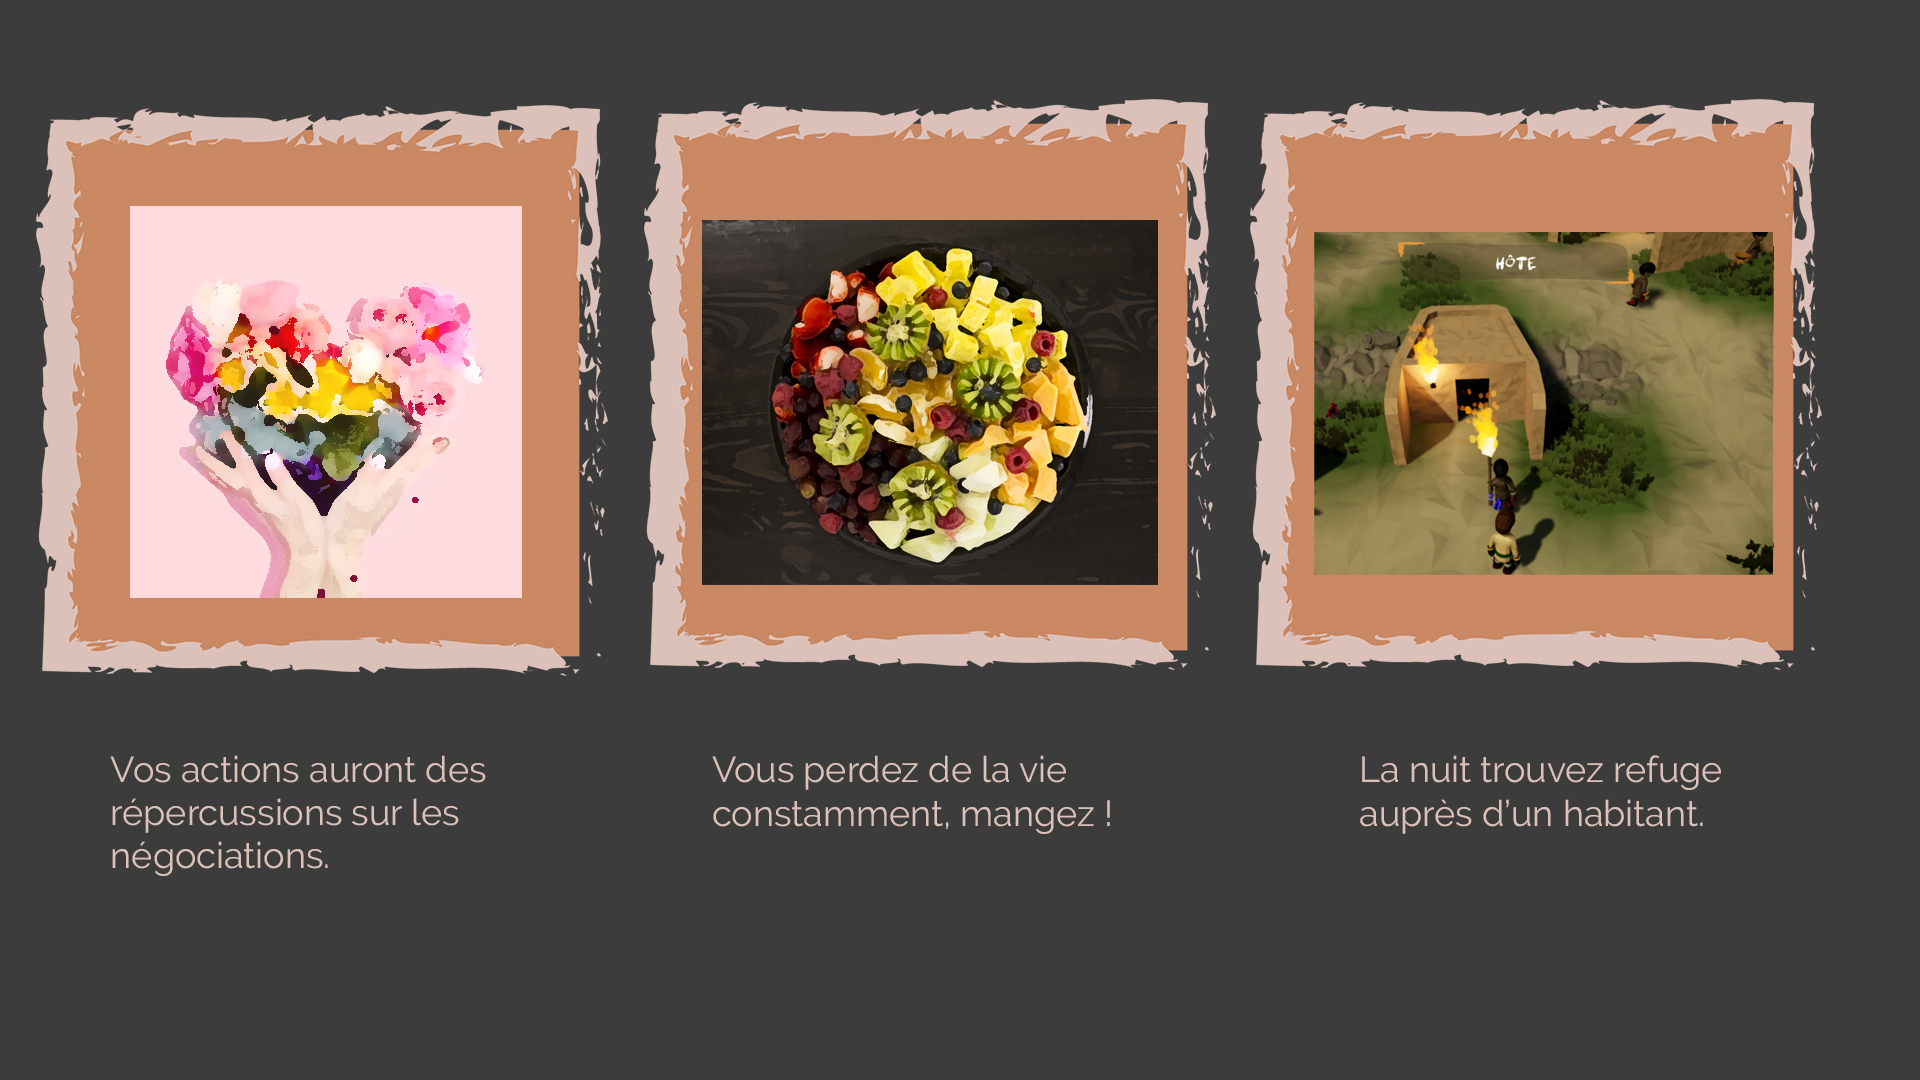 HÔTE
Vos actions auront des
répercussions sur les
négociations.
Vous perdez de la vie
constamment, mangez !
La nuit trouvez refuge
auprès d’un habitant.